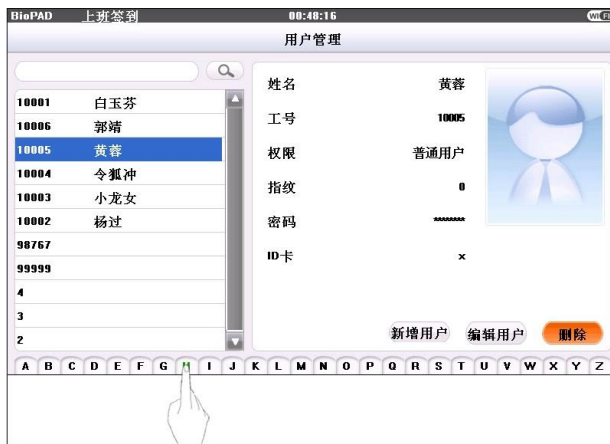 BioPAD 上班签到 00:48:16 WIFI
用户管理
10001 白玉芬
10006 郭靖
10005 黄蓉
10004 令狐冲
10003 小龙女
10002 杨过
98767
99999
4
3
2
姓名 黄蓉
工号 10005
权限 普通用户
指纹 0
密码 ********
ID卡 ×
新增用户 编辑用户 删除
A B C D E F G H I J K L M N O P Q R S T U V W X Y Z